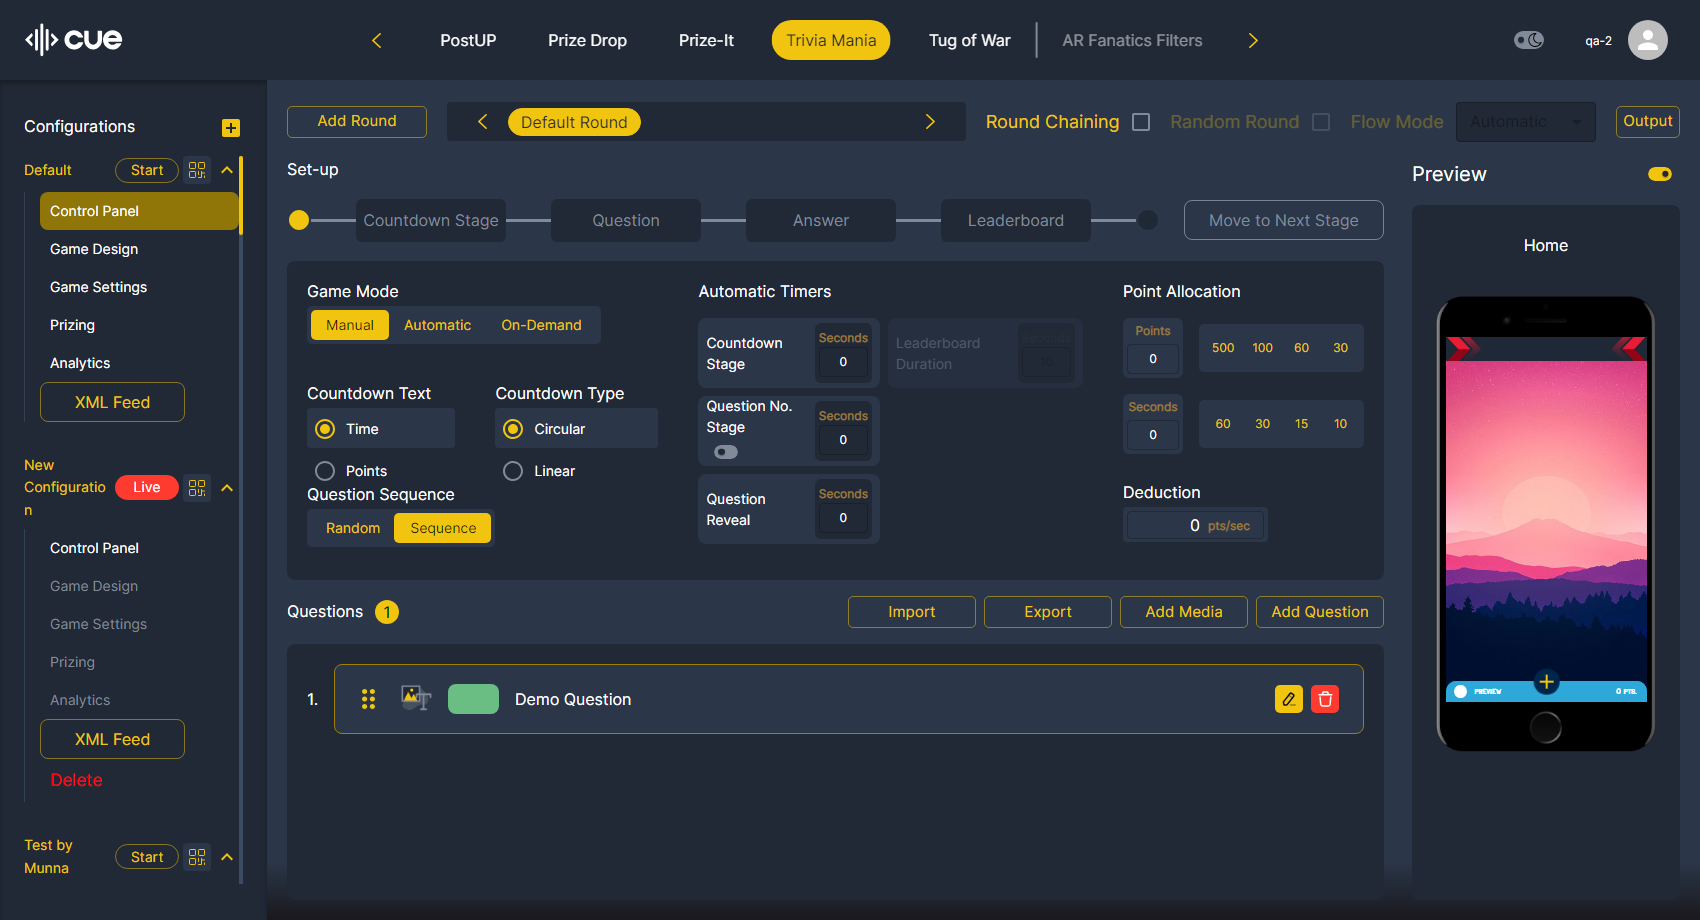 cue
PostUP
Prize Drop
Prize-It
Trivia Mania
Tug of War
AR Fanatics Filters
qa-2
Configurations
Default
Start
Control Panel
Game Design
Game Settings
Prizing
Analytics
XML Feed
New
Configuratio
n
Live
Control Panel
Game Design
Game Settings
Prizing
Analytics
XML Feed
Delete
Test by
Munna
Start
Add Round
Default Round
Round Chaining
Random Round
Flow Mode
Automatic
Output
Set-up
Countdown Stage
Question
Answer
Leaderboard
Move to Next Stage
Game Mode
Manual
Automatic
On-Demand
Countdown Text
Time
Points
Countdown Type
Circular
Linear
Question Sequence
Random
Sequence
Automatic Timers
Countdown
Stage
Seconds
0
Leaderboard
Duration
Seconds
10
Question No.
Stage
Seconds
0
Question
Reveal
Seconds
0
Point Allocation
Points
0
500 100 60 30
Seconds
0
60 30 15 10
Deduction
0 pts/sec
Questions 1
Import
Export
Add Media
Add Question
1.
Demo Question
Preview
Home
PREVIEW
0 PTS.